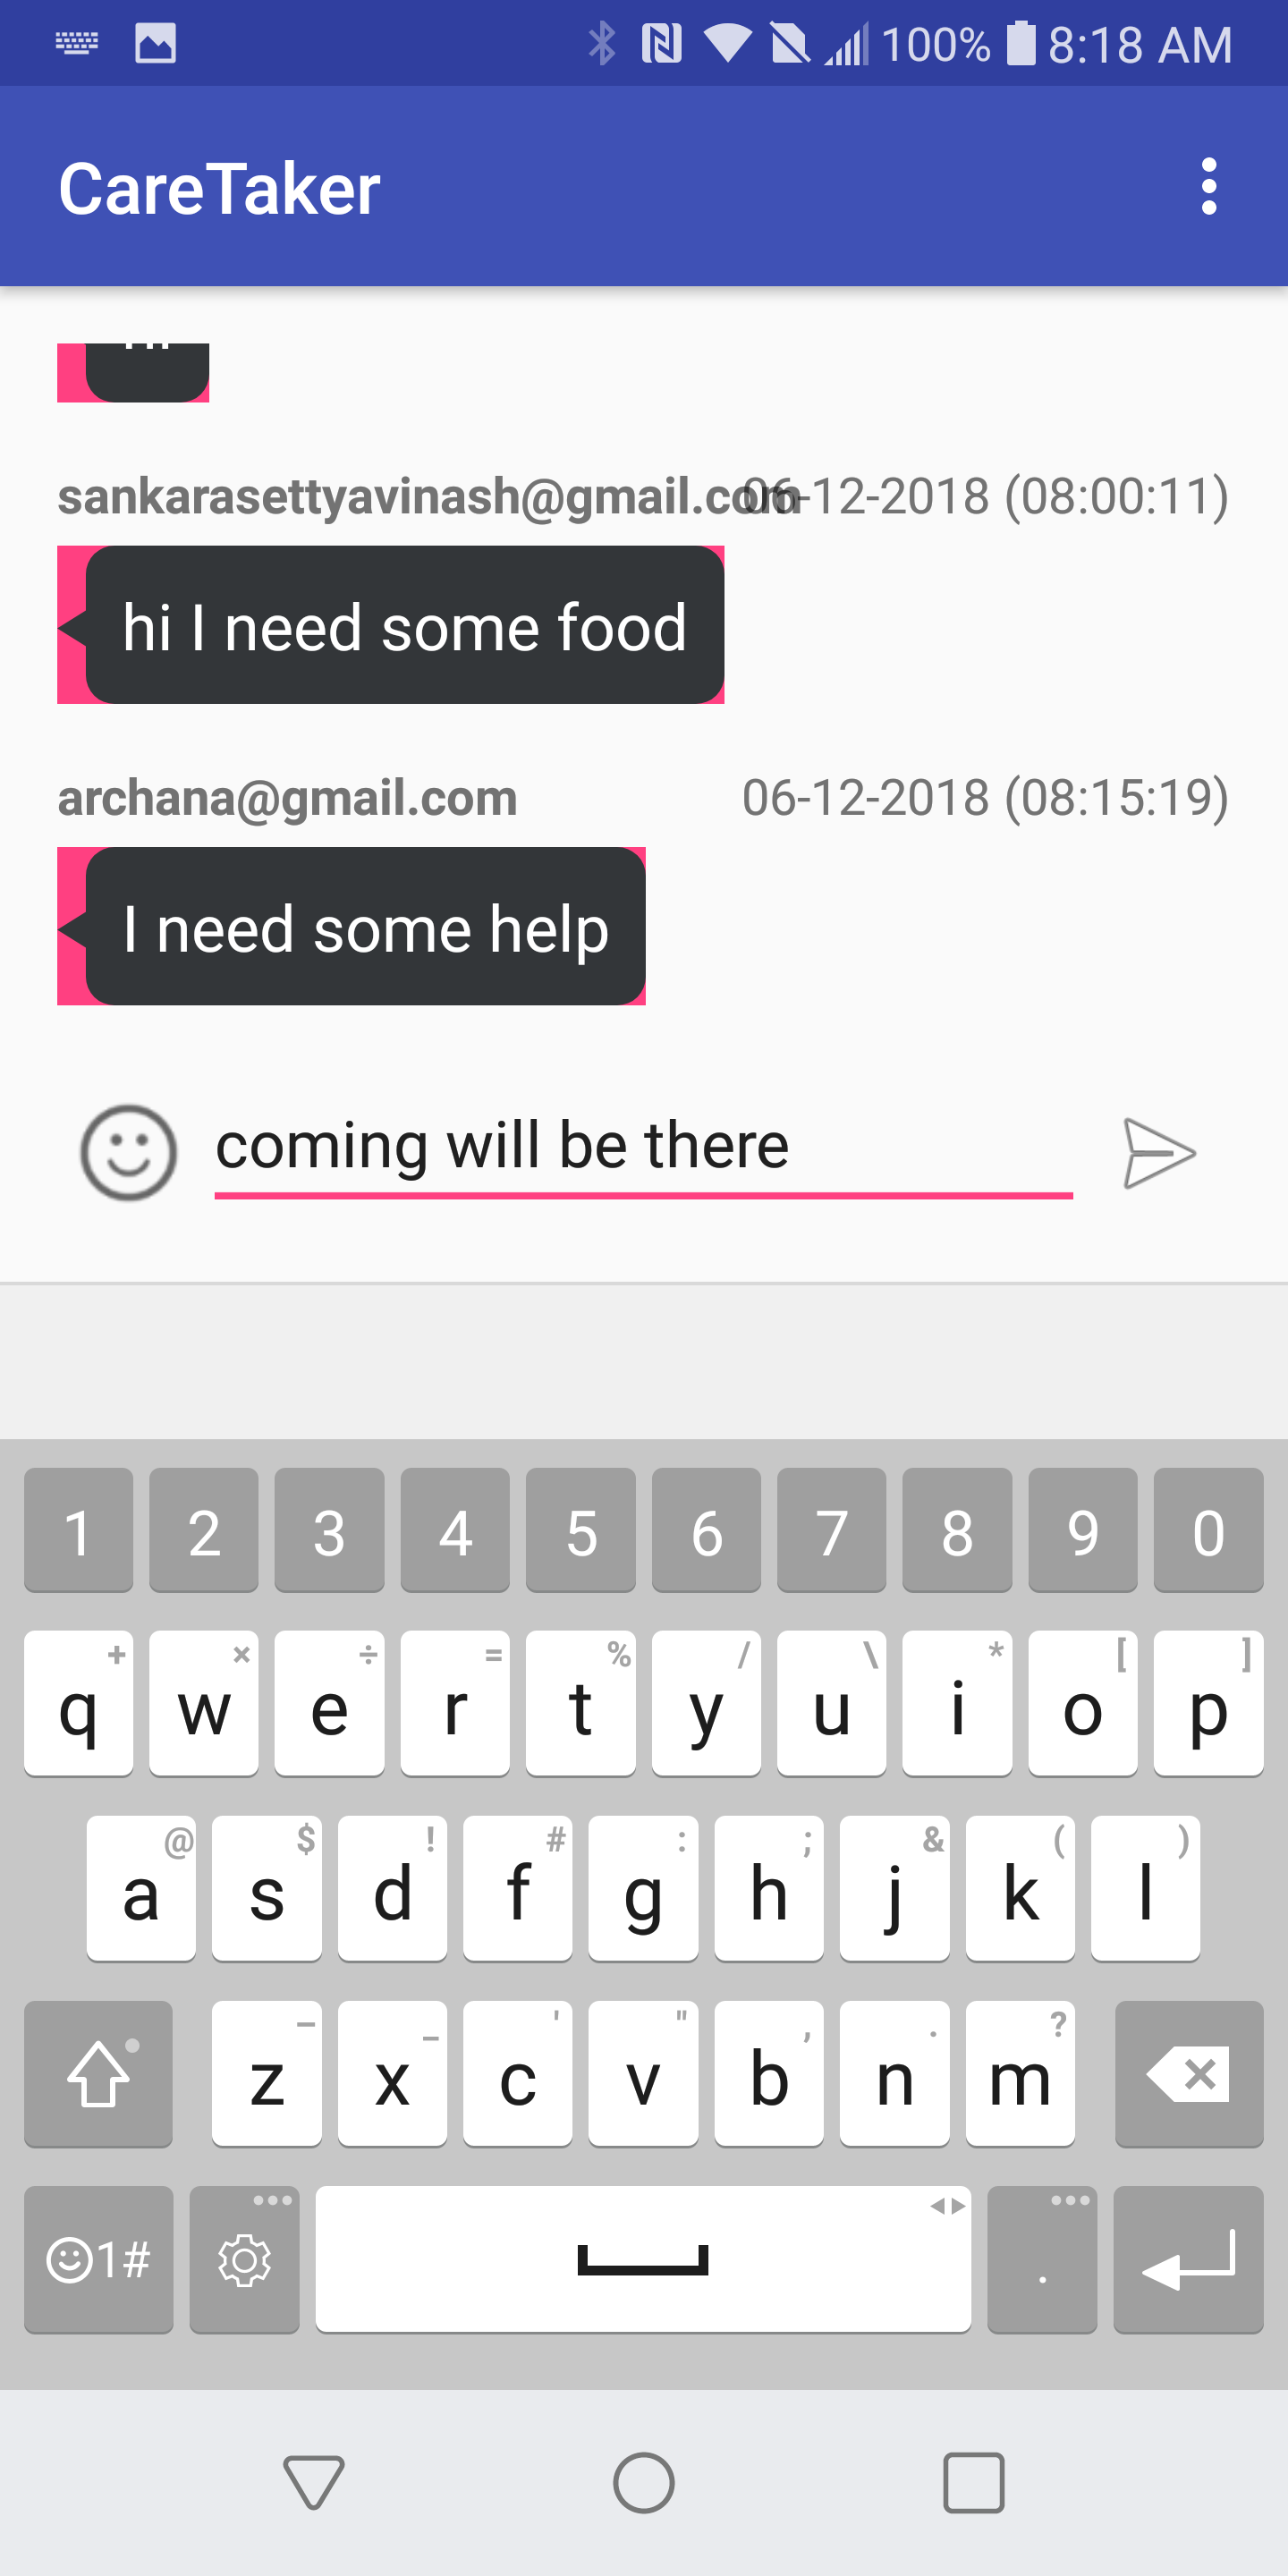 100% 8:18 AM
CareTaker
sankarasettyavinash@gmail.com 06-12-2018 (08:00:11)
hi I need some food
archana@gmail.com 06-12-2018 (08:15:19)
I need some help
coming will be there
1 2 3 4 5 6 7 8 9 0
+ × ÷ = % / \ * [ ]
q w e r t y u i o p
@ $ ! # : ; & ( )
a s d f g h j k l
– _ ' " , . ?
z x c v b n m
1# .